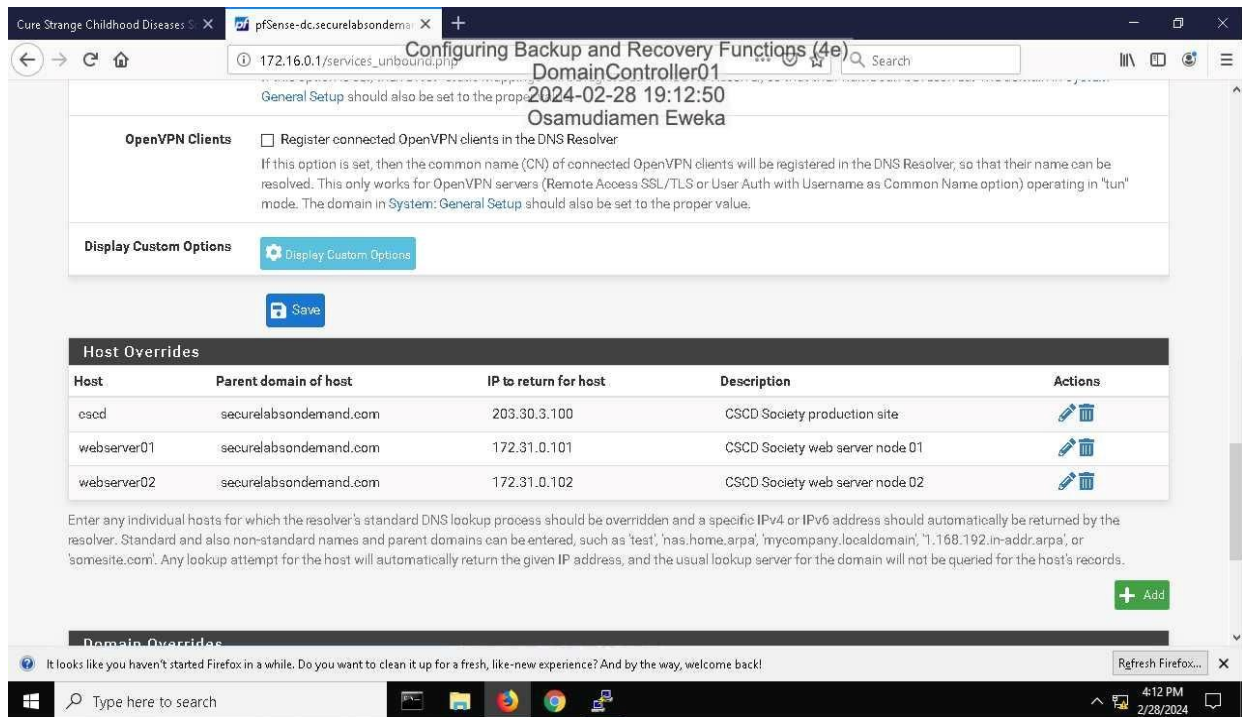 Cure Strange Childhood Diseases S
pfSense-dc.securelabsondema
172.16.0.1/services_unbound.php
Search
Configuring Backup and Recovery Functions (4e)
DomainController01
2024-02-28 19:12:50
Osamudiamen Eweka
General Setup should also be set to the proper
OpenVPN Clients
Register connected OpenVPN clients in the DNS Resolver
If this option is set, then the common name (CN) of connected OpenVPN clients will be registered in the DNS Resolver, so that their name can be
resolved. This only works for OpenVPN servers (Remote Access SSL/TLS or User Auth with Username as Common Name option) operating in "tun"
mode. The domain in System: General Setup should also be set to the proper value.
Display Custom Options
Display Custom Options
Save
Host Overrides
Host Parent domain of host IP to return for host Description Actions
cscd securelabsondemand.com 203.30.3.100 CSCD Society production site
webserver01 securelabsondemand.com 172.31.0.101 CSCD Society web server node 01
webserver02 securelabsondemand.com 172.31.0.102 CSCD Society web server node 02
Enter any individual hosts for which the resolver's standard DNS lookup process should be overridden and a specific IPv4 or IPv6 address should automatically be returned by the
resolver. Standard and also non-standard names and parent domains can be entered, such as 'test', 'nas.home.arpa', 'mycompany.localdomain', '1.168.192.in-addr.arpa', or
'somesite.com'. Any lookup attempt for the host will automatically return the given IP address, and the usual lookup server for the domain will not be queried for the host's records.
Add
Domain Overrides
It looks like you haven't started Firefox in a while. Do you want to clean it up for a fresh, like-new experience? And by the way, welcome back!
Refresh Firefox...
Type here to search
4:12 PM
2/28/2024